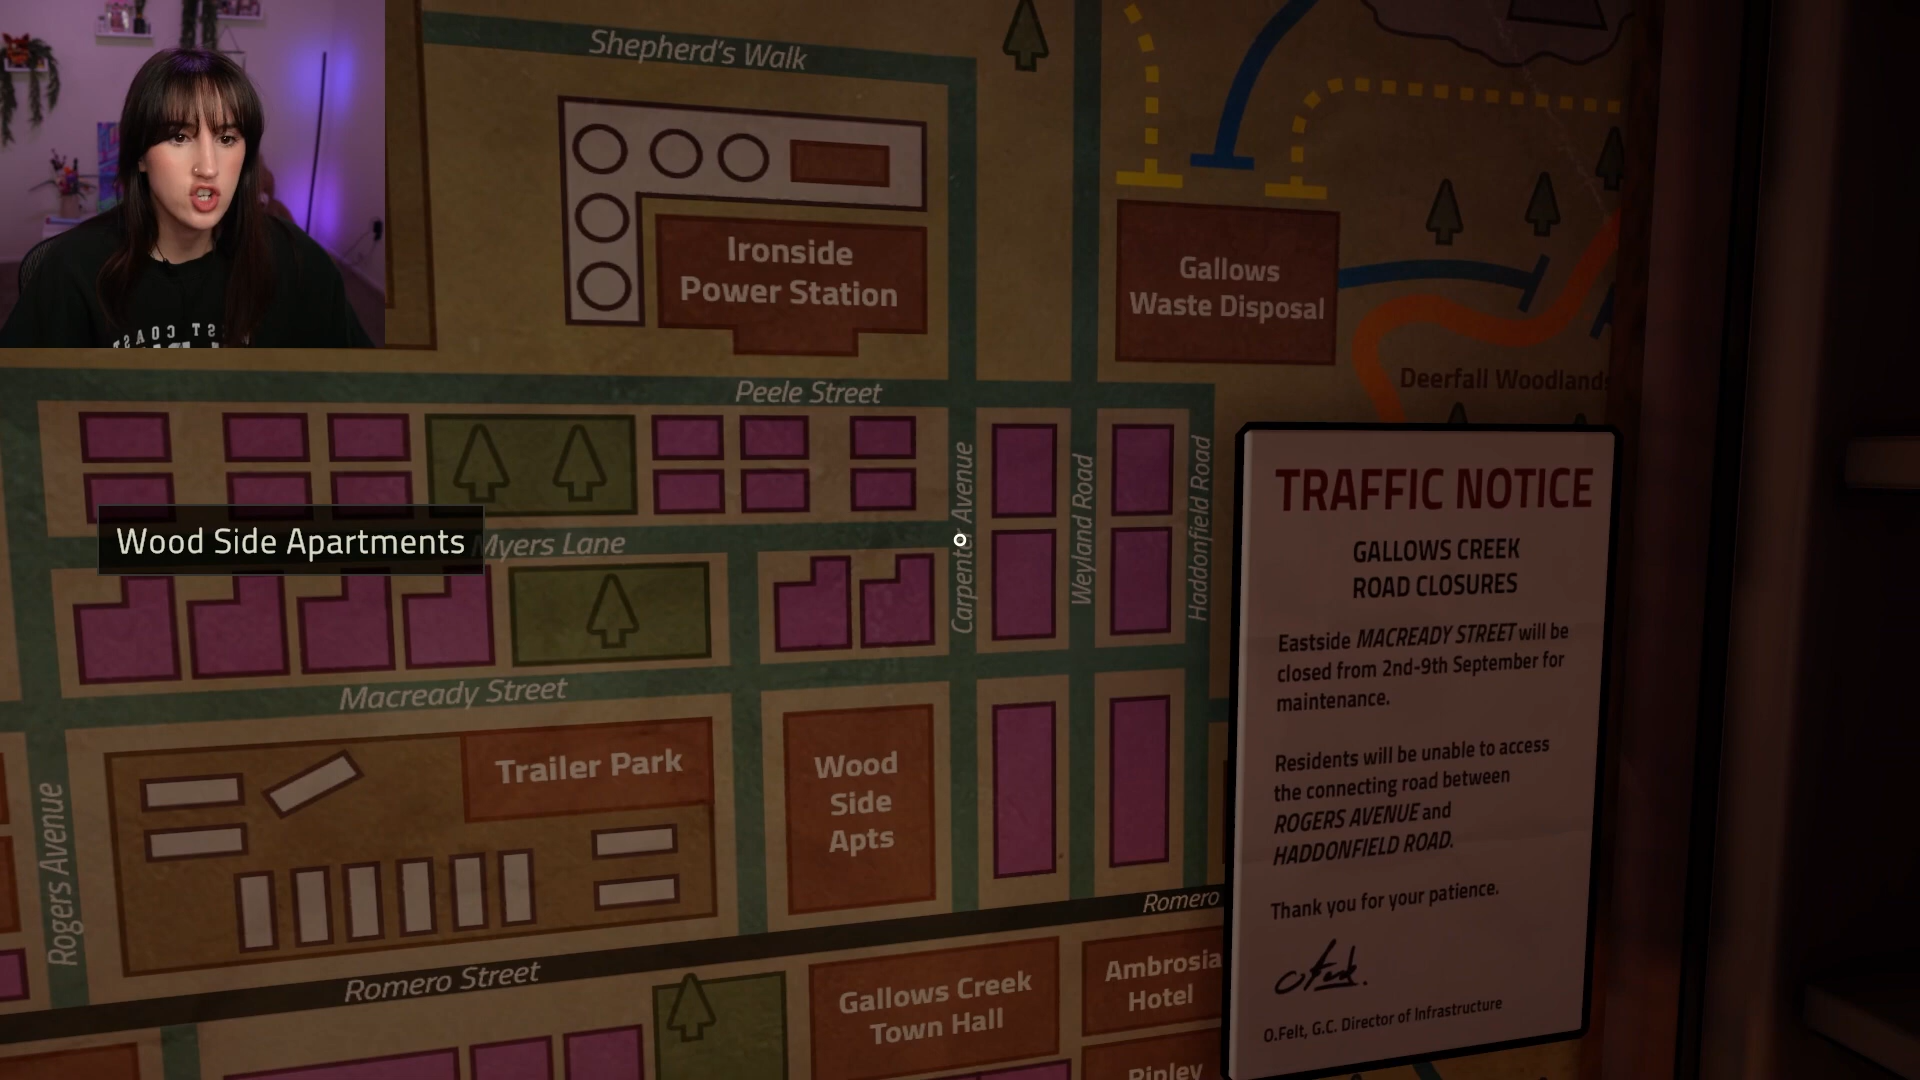 Shepherd's Walk
Ironside
Power Station
Gallows
Waste Disposal
Deerfall Woodlands
Peele Street
Carpenter Avenue
Weyland Road
Haddonfield Road
Wood Side Apartments
Myers Lane
Macready Street
Trailer Park
Wood
Side
Apts
Rogers Avenue
Romero
Romero Street
Gallows Creek
Town Hall
Ambrosia
Hotel
Ripley
TRAFFIC NOTICE
GALLOWS CREEK
ROAD CLOSURES
Eastside MACREADY STREET will be
closed from 2nd-9th September for
maintenance.
Residents will be unable to access
the connecting road between
ROGERS AVENUE and
HADDONFIELD ROAD.
Thank you for your patience.
O.Felt, G.C. Director of Infrastructure